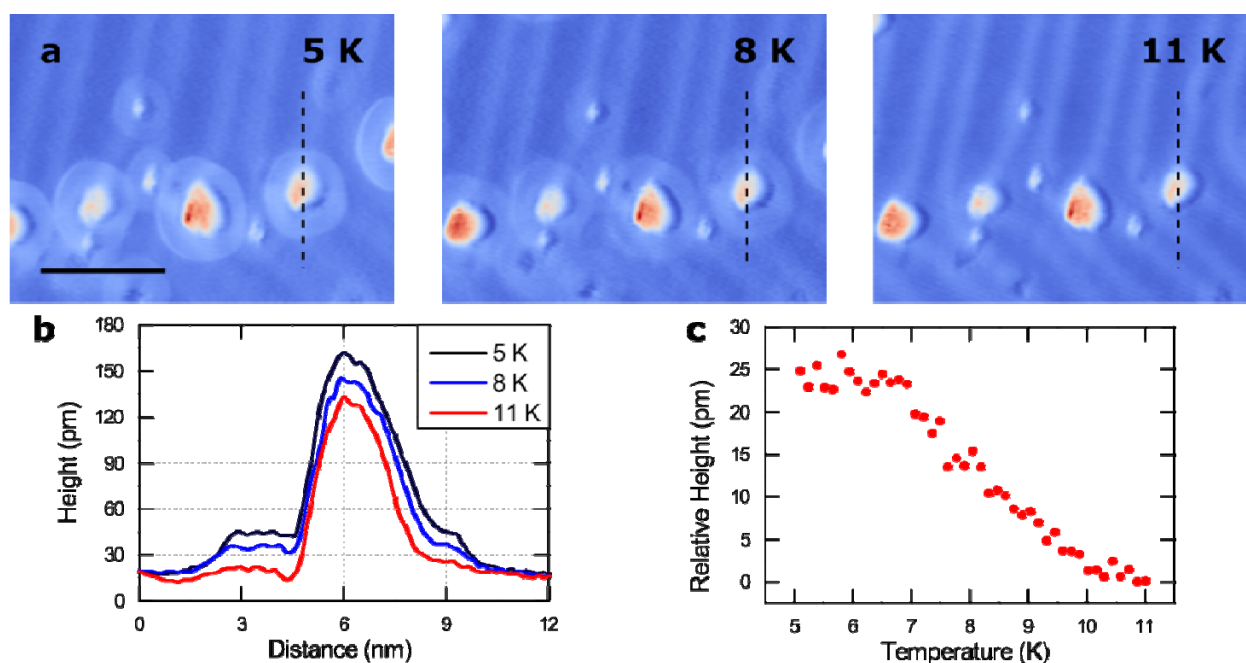 a 5 K 8 K 11 K
b
180
150
120
90
60
30
0
Height (pm)
5 K
8 K
11 K
0 3 6 9 12
Distance (nm)
c
30
25
20
15
10
5
0
Relative Height (pm)
5 6 7 8 9 10 11
Temperature (K)